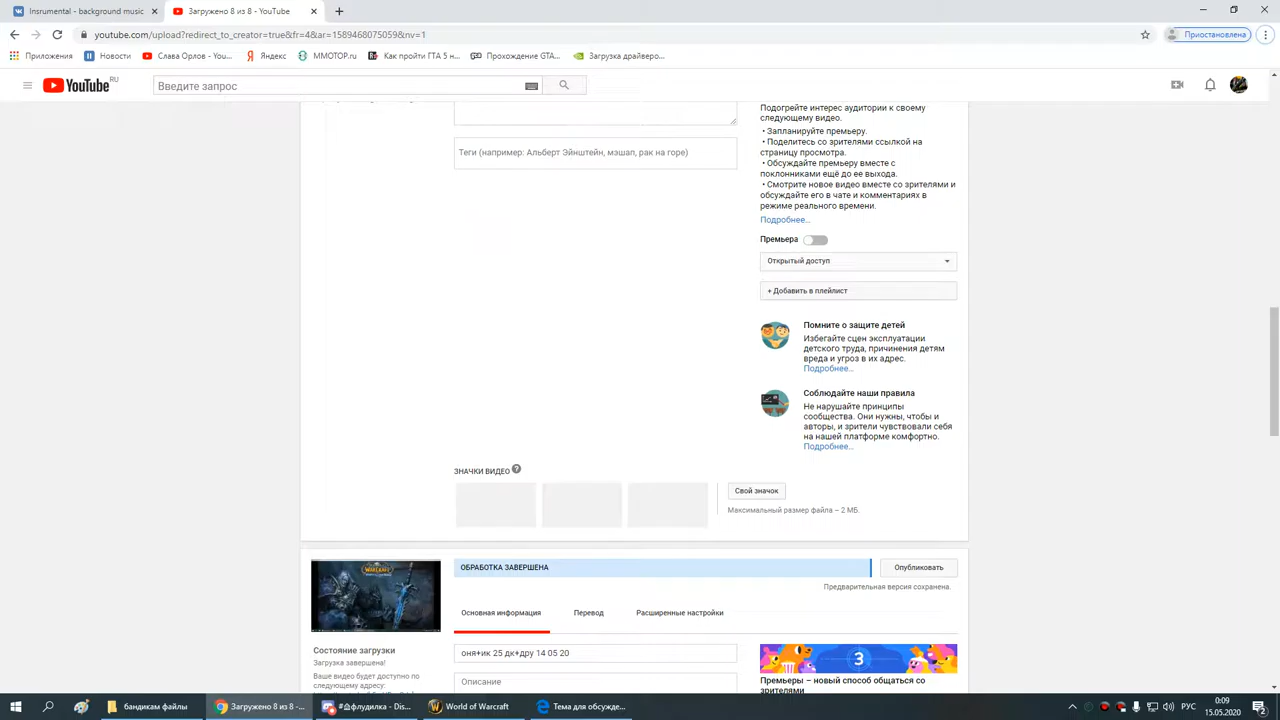 Insrumental - background music
Загружено 8 из 8 - YouTube
youtube.com/upload?redirect_to_creator=true&fr=4&ar=1589468075059&nv=1
Приостановлена
Приложения
Новости
Слава Орлов - You...
Яндекс
MMOTOP.ru
Как пройти ГТА 5...
Прохождение GTA...
Загрузка драйверо...
YouTube RU
Введите запрос
Подогрейте интерес аудитории к своему
следующему видео.
• Запланируйте премьеру.
• Поделитесь со зрителями ссылкой на
страницу просмотра.
• Обсуждайте премьеру вместе с
поклонниками ещё до ее выхода.
• Смотрите новое видео вместе со зрителями и
обсуждайте его в чате и комментариях в
режиме реального времени.
Подробнее...
Теги (например: Альберт Эйнштейн, мэшап, рак на горе)
Премьера
Открытый доступ
+ Добавить в плейлист
Помните о защите детей
Избегайте сцен эксплуатации
детского труда, причинения детям
вреда и угроз в их адрес.
Подробнее...
Соблюдайте наши правила
Не нарушайте принципы
сообщества. Они нужны, чтобы и
авторы, и зрители чувствовали себя
на нашей платформе комфортно.
Подробнее...
ЗНАЧКИ ВИДЕО ?
Свой значок
Максимальный размер файла – 2 МБ.
WARCRAFT
ОБРАБОТКА ЗАВЕРШЕНА
Опубликовать
Предварительная версия сохранена.
Основная информация
Перевод
Расширенные настройки
Состояние загрузки
Загрузка завершена!
Ваше видео будет доступно по
следующему адресу:
оня+ик 25 дк+дру 14 05 20
Описание
3
Премьеры – новый способ общаться со
зрителями
бандикам файлы
Загружено 8 из 8 -...
#дфлудилка - Dis...
World of Warcraft
Тема для обсужде...
РУС
0:09
15.05.2020
2